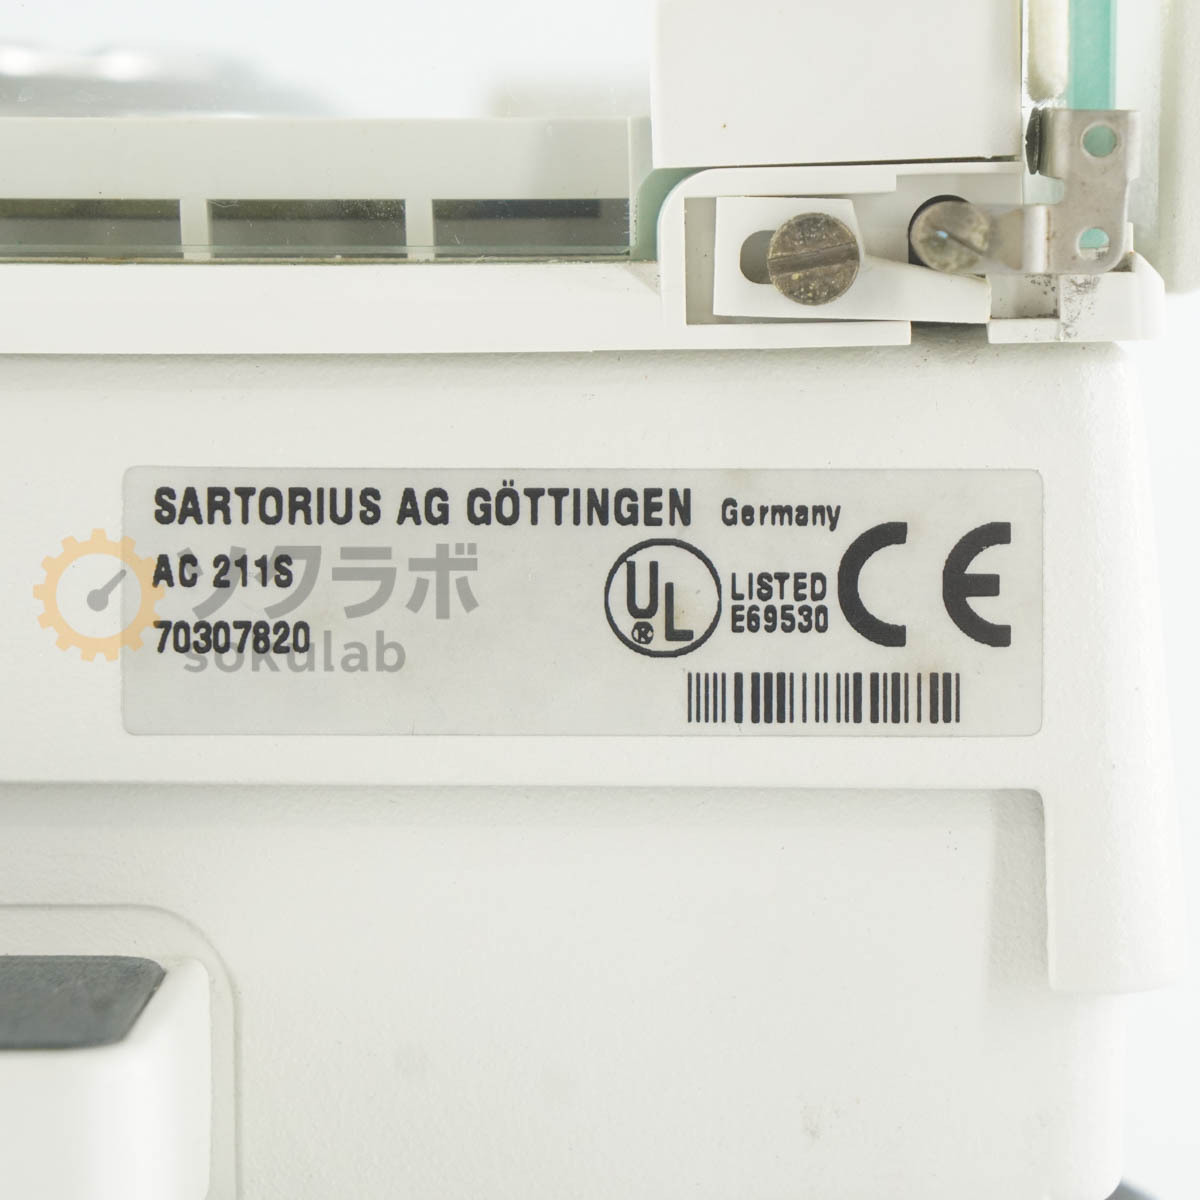 SARTORIUS AG GÖTTINGEN Germany
AC 211S
70307820
UL
LISTED
E69530
CE
ソクラボ
sokulab